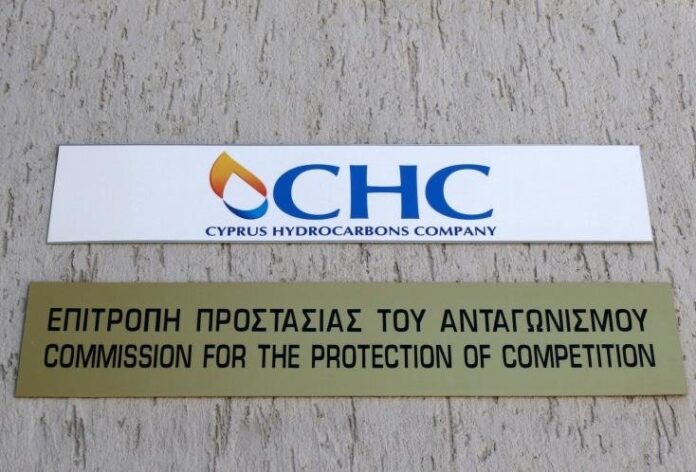 CHC
CYPRUS HYDROCARBONS COMPANY
ΕΠΙΤΡΟΠΗ ΠΡΟΣΤΑΣΙΑΣ ΤΟΥ ΑΝΤΑΓΩΝΙΣΜΟΥ
COMMISSION FOR THE PROTECTION OF COMPETITION